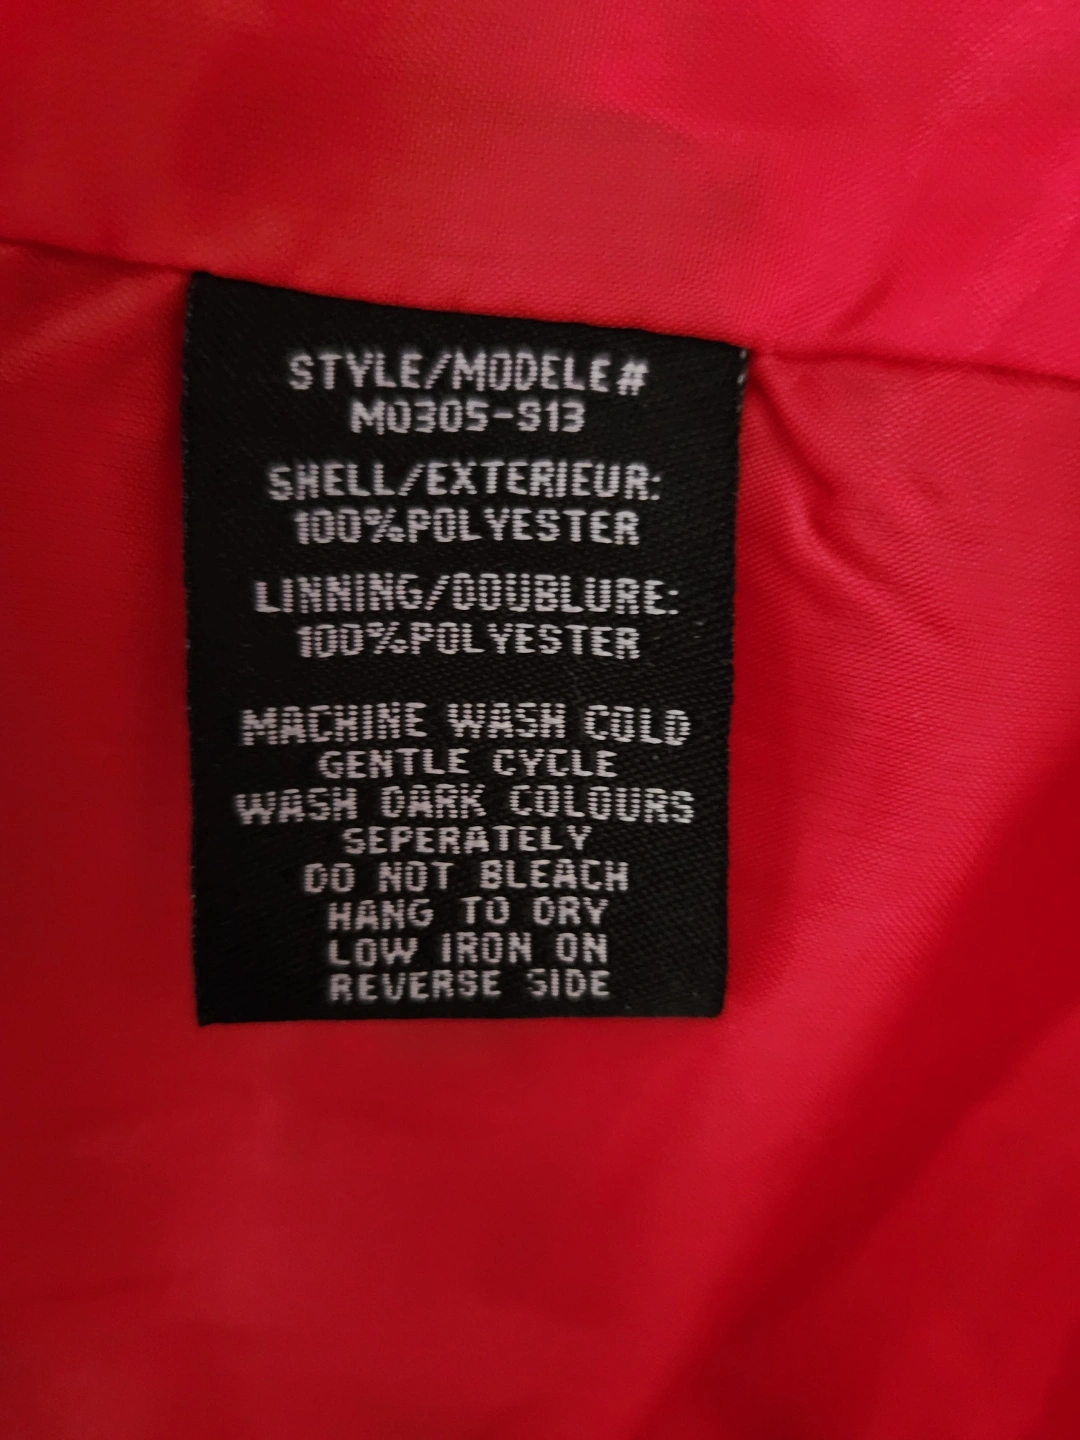 STYLE/MODELE#
M0305-S13
SHELL/EXTERIEUR:
100%POLYESTER
LINNING/DOUBLURE:
100%POLYESTER
MACHINE WASH COLD
GENTLE CYCLE
WASH DARK COLOURS
SEPERATELY
DO NOT BLEACH
HANG TO DRY
LOW IRON ON
REVERSE SIDE